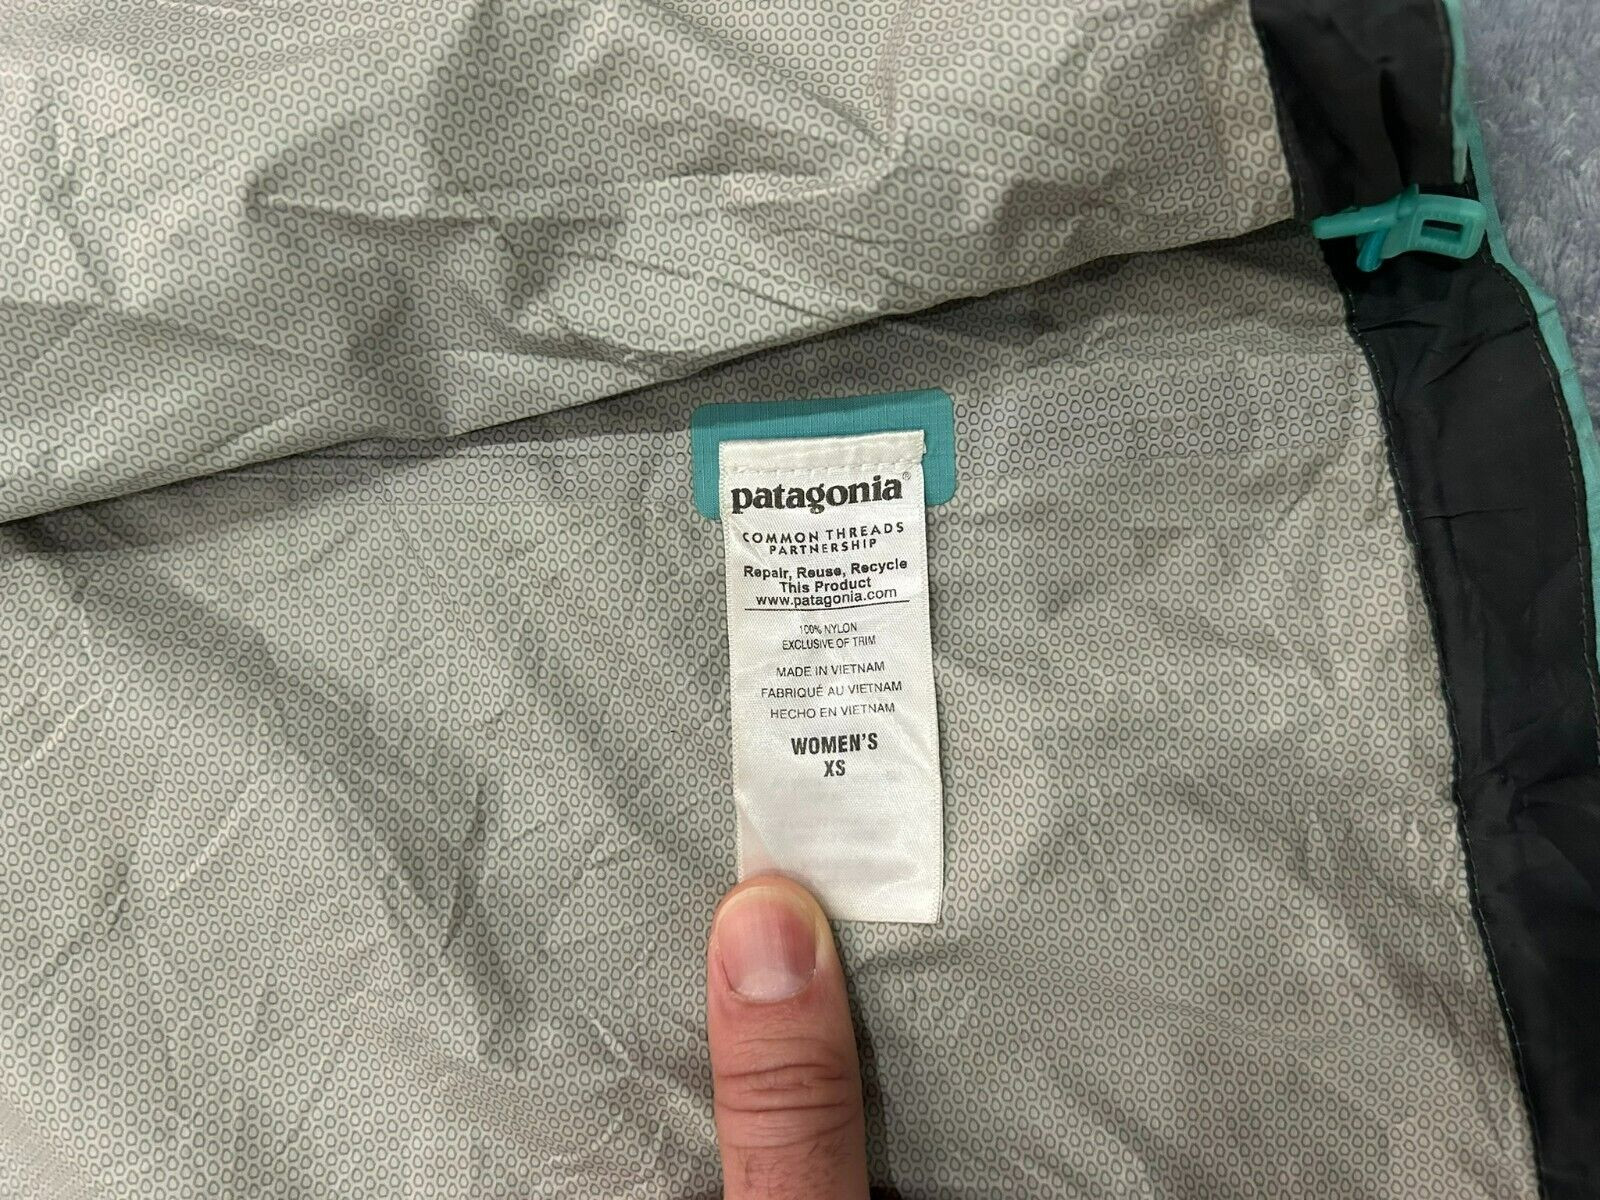 patagonia®
COMMON THREADS
PARTNERSHIP
Repair, Reuse, Recycle
This Product
www.patagonia.com
100% NYLON
EXCLUSIVE OF TRIM
MADE IN VIETNAM
FABRIQUÉ AU VIETNAM
HECHO EN VIETNAM
WOMEN'S
XS